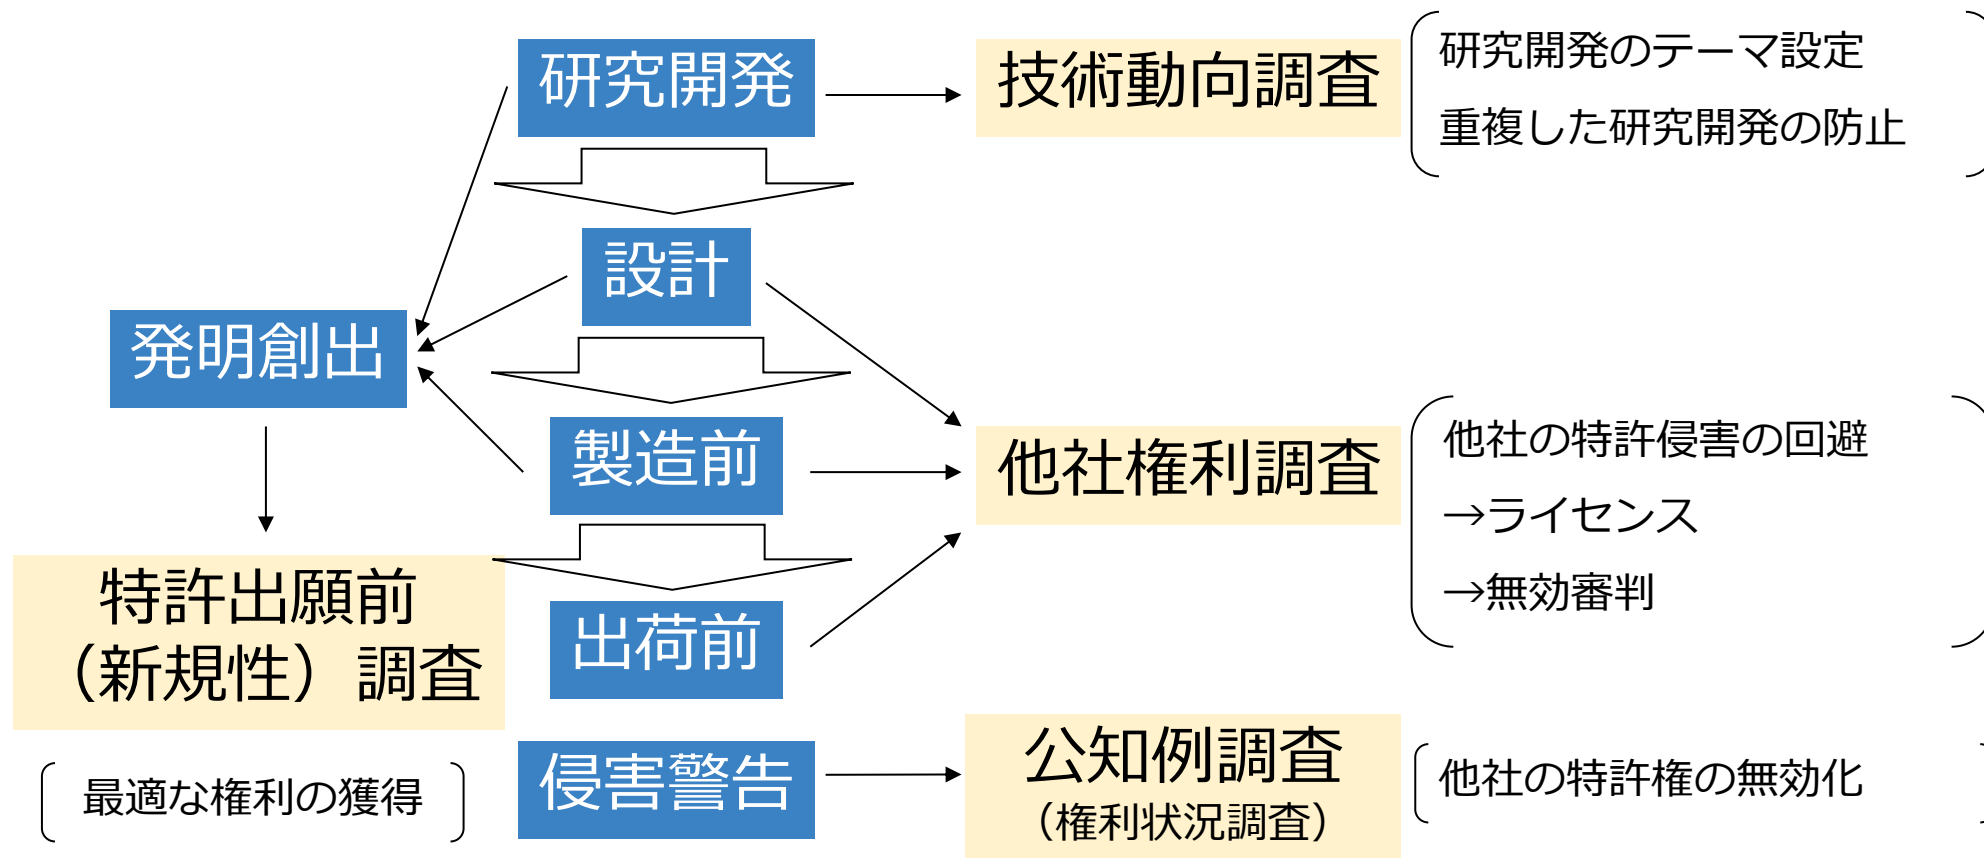 研究開発
技術動向調査
研究開発のテーマ設定
重複した研究開発の防止
設計
発明創出
製造前
他社権利調査
他社の特許侵害の回避
→ライセンス
→無効審判
特許出願前
（新規性）調査
出荷前
最適な権利の獲得
侵害警告
公知例調査
（権利状況調査）
他社の特許権の無効化